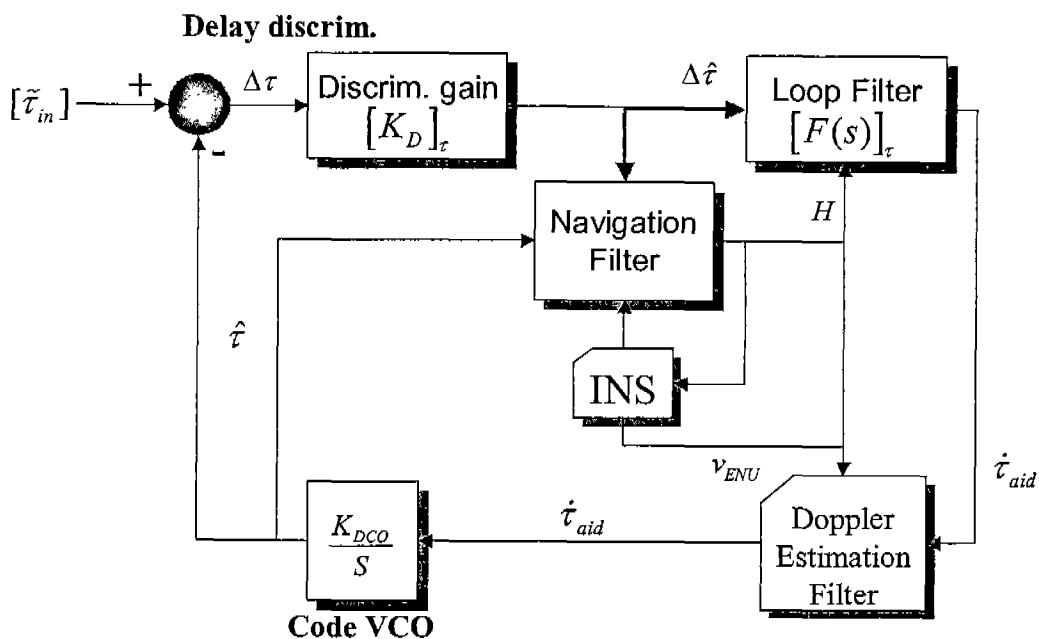 Delay discrim.
[τ̃_in]
+
-
Δτ
Discrim. gain
[K_D]_τ
Δτ̂
Loop Filter
[F(s)]_τ
Navigation
Filter
H
τ̂
INS
v_ENU
τ̇_aid
K_DCO
S
Code VCO
τ̇_aid
Doppler
Estimation
Filter